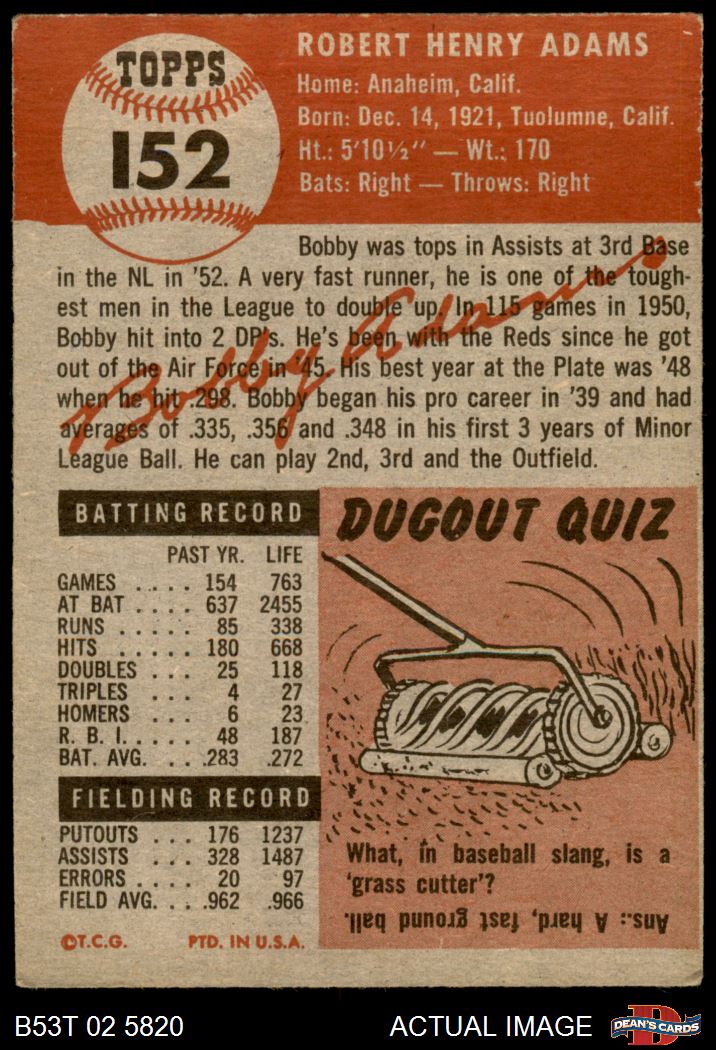 TOPPS
152
ROBERT HENRY ADAMS
Home: Anaheim, Calif.
Born: Dec. 14, 1921, Tuolumne, Calif.
Ht.: 5'10½" — Wt.: 170
Bats: Right — Throws: Right
Bobby was tops in Assists at 3rd Base
in the NL in '52. A very fast runner, he is one of the tough-
est men in the League to double up. In 115 games in 1950,
Bobby hit into 2 DP's. He's been with the Reds since he got
out of the Air Force in '45. His best year at the Plate was '48
when he hit .298. Bobby began his pro career in '39 and had
averages of .335, .356 and .348 in his first 3 years of Minor
League Ball. He can play 2nd, 3rd and the Outfield.
Bobby Adams
BATTING RECORD
PAST YR. LIFE
GAMES . . . . 154 763
AT BAT . . . . 637 2455
RUNS . . . . . 85 338
HITS . . . . . 180 668
DOUBLES . . . 25 118
TRIPLES . . . 4 27
HOMERS . . . 6 23
R. B. I. . . . . 48 187
BAT. AVG. . . .283 .272
FIELDING RECORD
PUTOUTS . . . 176 1237
ASSISTS . . . 328 1487
ERRORS . . . . 20 97
FIELD AVG. . . .962 .966
©T.C.G. PTD. IN U.S.A.
DUGOUT QUIZ
What, in baseball slang, is a
'grass cutter'?
Ans.: A hard, fast ground ball.
B53T 02 5820
ACTUAL IMAGE
DEAN'S CARDS